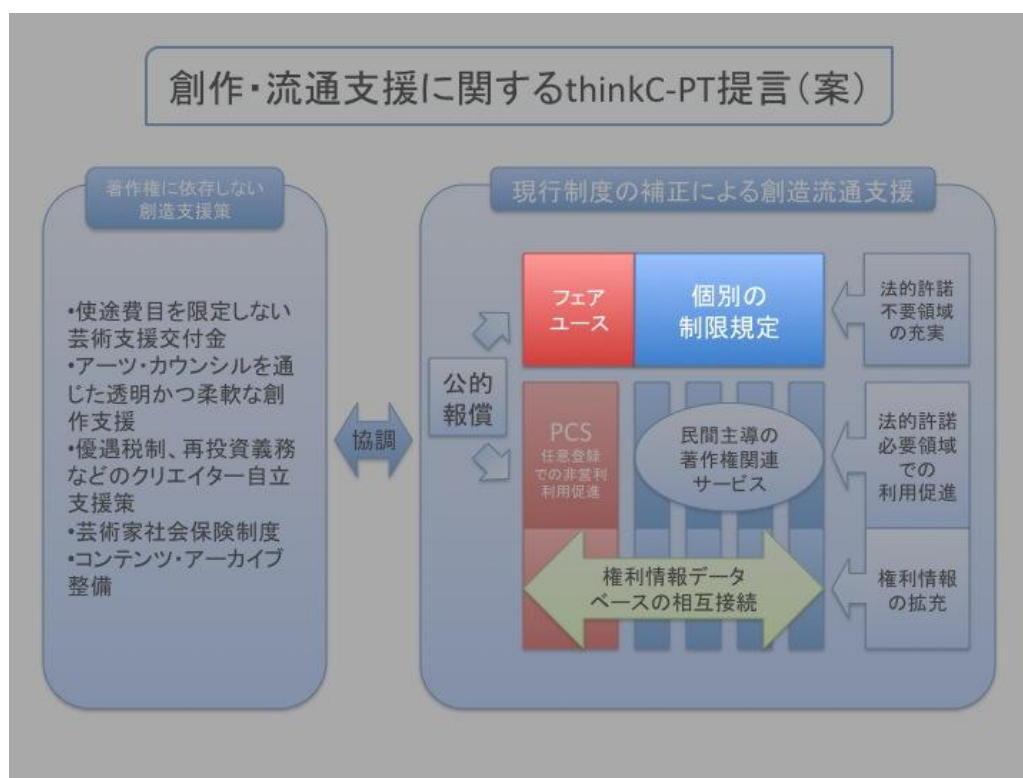 創作・流通支援に関するthinkC-PT提言（案）
著作権に依存しない
創造支援策
•使途費目を限定しない
芸術支援交付金
•アーツ・カウンシルを通
じた透明かつ柔軟な創
作支援
•優遇税制、再投資義務
などのクリエイター自立
支援策
•芸術家社会保険制度
•コンテンツ・アーカイブ
整備
協調
現行制度の補正による創造流通支援
公的
報償
フェア
ユース
個別の
制限規定
法的許諾
不要領域
の充実
PCS
任意登録
での非営利
利用促進
民間主導の
著作権関連
サービス
法的許諾
必要領域
での
利用促進
権利情報データ
ベースの相互接続
権利情報
の拡充